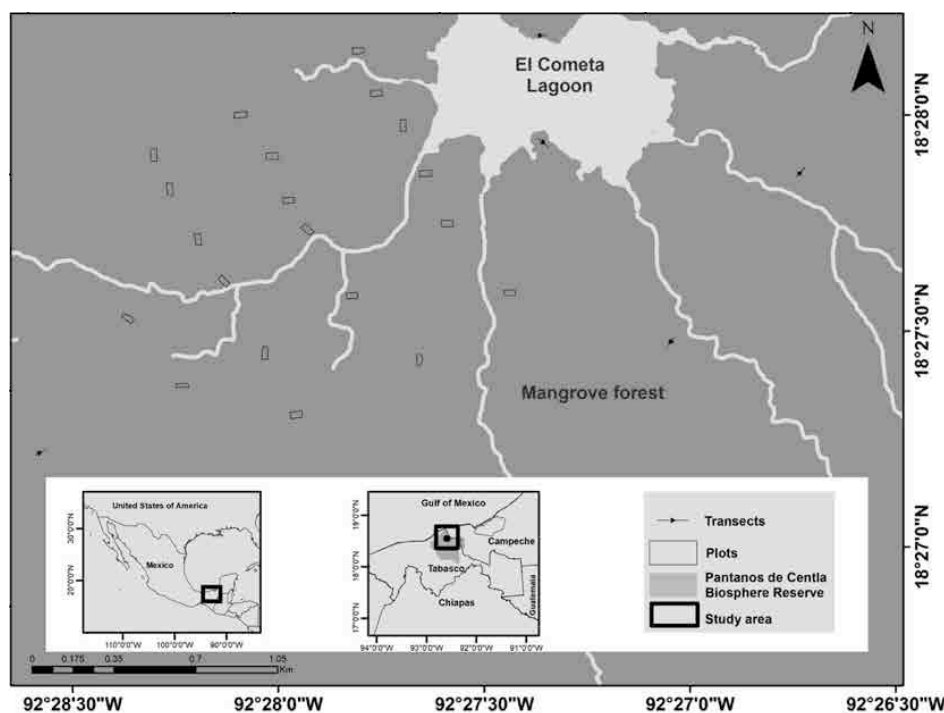 El Cometa
Lagoon
N
18°28'0"N
18°27'30"N
Mangrove forest
18°27'0"N
United States of America
Mexico
30°0'0"N
20°0'0"N
110°0'0"W 100°0'0"W 90°0'0"W
Gulf of Mexico
Campeche
Tabasco
Chiapas
Guatemala
19°0'0"N
18°0'0"N
17°0'0"N
94°0'0"W 93°0'0"W 92°0'0"W 91°0'0"W
Transects
Plots
Pantanos de Centla
Biosphere Reserve
Study area
0 0.175 0.35 0.7 1.05
Km
92°28'30"W 92°28'0"W 92°27'30"W 92°27'0"W 92°26'30"W